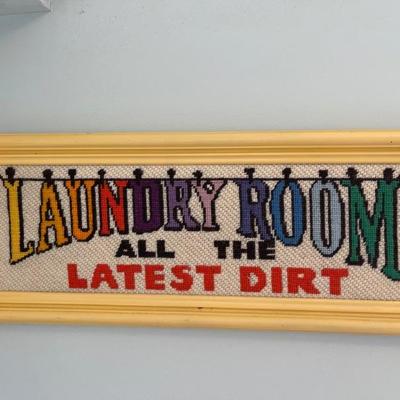 LAUNDRY ROOM
ALL THE
LATEST DIRT